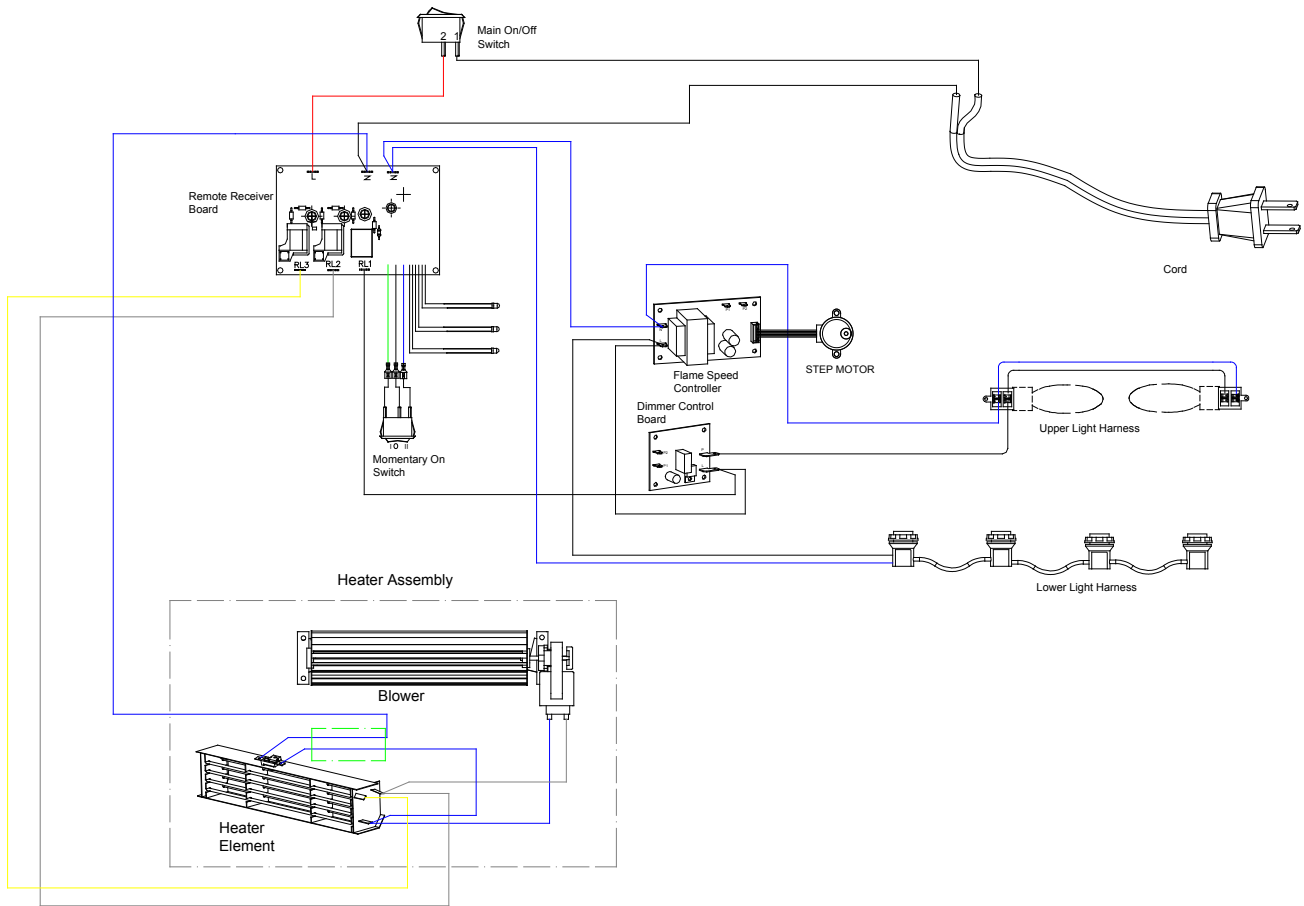 Main On/Off
Switch
2 1
L
N
N
Remote Receiver
Board
RL3
RL2
RL1
Cord
Flame Speed
Controller
STEP MOTOR
Dimmer Control
Board
Upper Light Harness
I O II
Momentary On
Switch
Lower Light Harness
Heater Assembly
Blower
Heater
Element